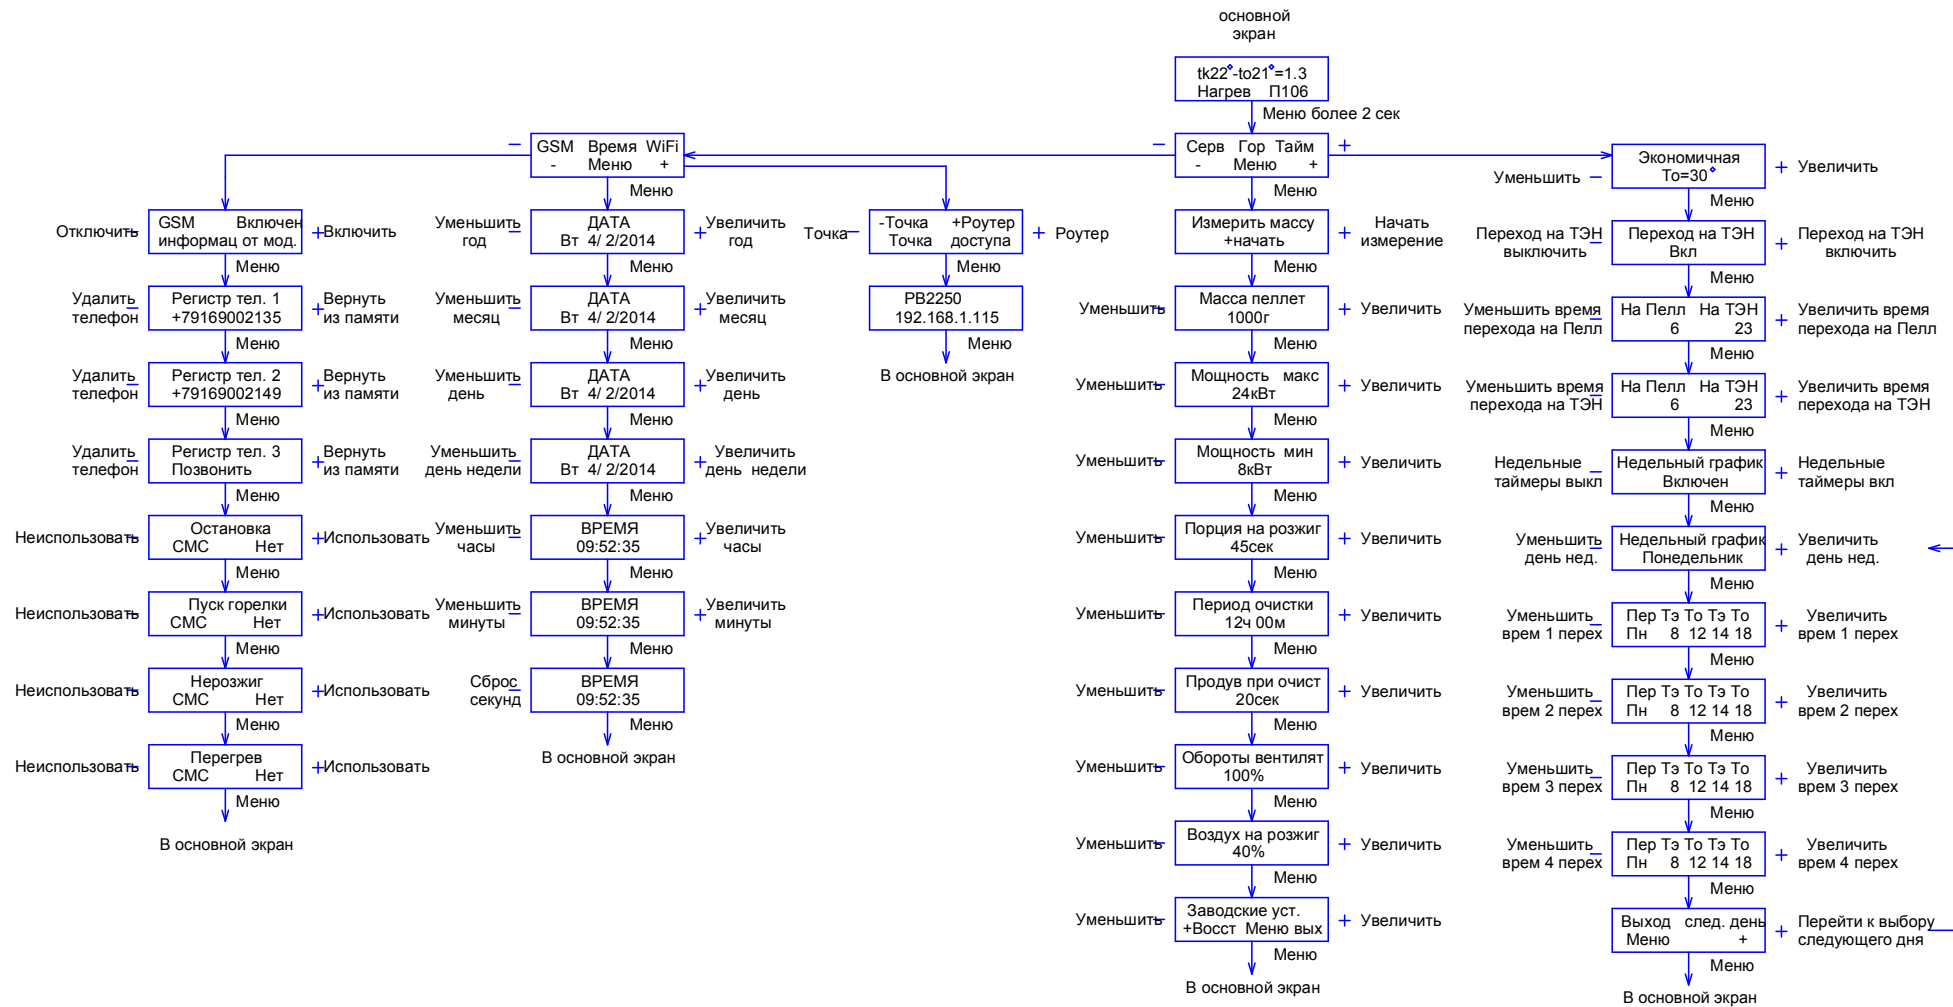 основной
экран
tk22°-to21°=1.3
Нагрев П106
Меню более 2 сек
−
GSM Время WiFi
- Меню +
−
Серв Гор Тайм
- Меню +
+
Меню
Меню
Отключить −
GSM Включен
информац от мод.
+ Включить
Меню
Удалить
телефон −
Регистр тел. 1
+79169002135
+ Вернуть
из памяти
Меню
Удалить
телефон −
Регистр тел. 2
+79169002149
+ Вернуть
из памяти
Меню
Удалить
телефон −
Регистр тел. 3
Позвонить
+ Вернуть
из памяти
Меню
Неиспользовать −
Остановка
СМС Нет
+ Использовать
Меню
Неиспользовать −
Пуск горелки
СМС Нет
+ Использовать
Меню
Неиспользовать −
Нерозжиг
СМС Нет
+ Использовать
Меню
Неиспользовать −
Перегрев
СМС Нет
+ Использовать
Меню
В основной экран
Уменьшить
год −
ДАТА
Вт 4/ 2/2014
+ Увеличить
год
Меню
Уменьшить
месяц −
ДАТА
Вт 4/ 2/2014
+ Увеличить
месяц
Меню
Уменьшить
день −
ДАТА
Вт 4/ 2/2014
+ Увеличить
день
Меню
Уменьшить
день недели −
ДАТА
Вт 4/ 2/2014
+ Увеличить
день недели
Меню
Уменьшить
часы −
ВРЕМЯ
09:52:35
+ Увеличить
часы
Меню
Уменьшить
минуты −
ВРЕМЯ
09:52:35
+ Увеличить
минуты
Меню
Сброс
секунд −
ВРЕМЯ
09:52:35
Меню
В основной экран
Точка −
-Точка +Роутер
Точка доступа
+ Роутер
Меню
РВ2250
192.168.1.115
Меню
В основной экран
Измерить массу
+начать
+ Начать
измерение
Меню
Уменьшить −
Масса пеллет
1000г
+ Увеличить
Меню
Уменьшить −
Мощность макс
24кВт
+ Увеличить
Меню
Уменьшить −
Мощность мин
8кВт
+ Увеличить
Меню
Уменьшить −
Порция на розжиг
45сек
+ Увеличить
Меню
Уменьшить −
Период очистки
12ч 00м
+ Увеличить
Меню
Уменьшить −
Продув при очист
20сек
+ Увеличить
Меню
Уменьшить −
Обороты вентилят
100%
+ Увеличить
Меню
Уменьшить −
Воздух на розжиг
40%
+ Увеличить
Меню
Уменьшить −
Заводские уст.
+Восст Меню вых
+ Увеличить
Меню
В основной экран
Уменьшить −
Экономичная
То=30°
+ Увеличить
Меню
Переход на ТЭН
выключить −
Переход на ТЭН
Вкл
+ Переход на ТЭН
включить
Меню
Уменьшить время
перехода на Пелл −
На Пелл На ТЭН
6 23
+ Увеличить время
перехода на Пелл
Меню
Уменьшить время
перехода на ТЭН −
На Пелл На ТЭН
6 23
+ Увеличить время
перехода на ТЭН
Меню
Недельные
таймеры выкл −
Недельный график
Включен
+ Недельные
таймеры вкл
Меню
Уменьшить
день нед. −
Недельный график
Понедельник
+ Увеличить
день нед.
Меню
Уменьшить
врем 1 перех −
Пер Тэ То Тэ То
Пн 8 12 14 18
+ Увеличить
врем 1 перех
Меню
Уменьшить
врем 2 перех −
Пер Тэ То Тэ То
Пн 8 12 14 18
+ Увеличить
врем 2 перех
Меню
Уменьшить
врем 3 перех −
Пер Тэ То Тэ То
Пн 8 12 14 18
+ Увеличить
врем 3 перех
Меню
Уменьшить
врем 4 перех −
Пер Тэ То Тэ То
Пн 8 12 14 18
+ Увеличить
врем 4 перех
Меню
Выход след. день
Меню +
+ Перейти к выбору
следующего дня
Меню
В основной экран